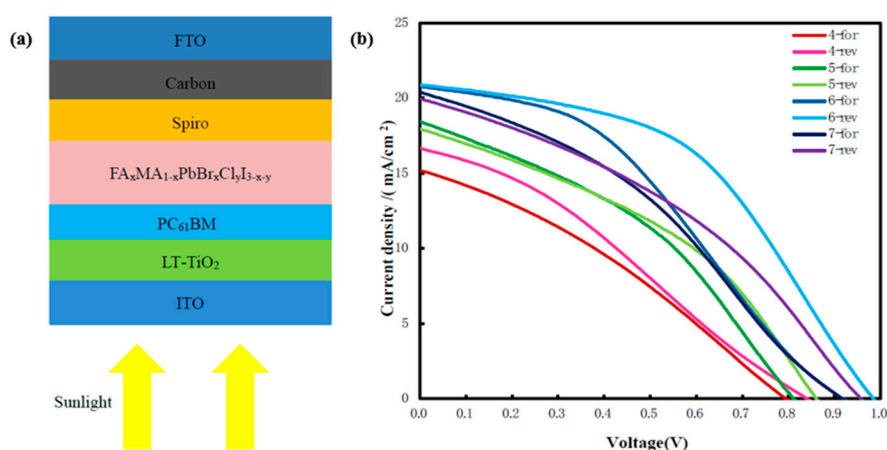 (a)
FTO
Carbon
Spiro
FAₓMA₁₋ₓPbBrₓClᵧI₃₋ₓ₋ᵧ
PC₆₁BM
LT-TiO₂
ITO
Sunlight
(b)
25
20
15
10
5
0
Current density /( mA/cm²)
0.0 0.1 0.2 0.3 0.4 0.5 0.6 0.7 0.8 0.9 1.0
Voltage(V)
4-for
4-rev
5-for
5-rev
6-for
6-rev
7-for
7-rev